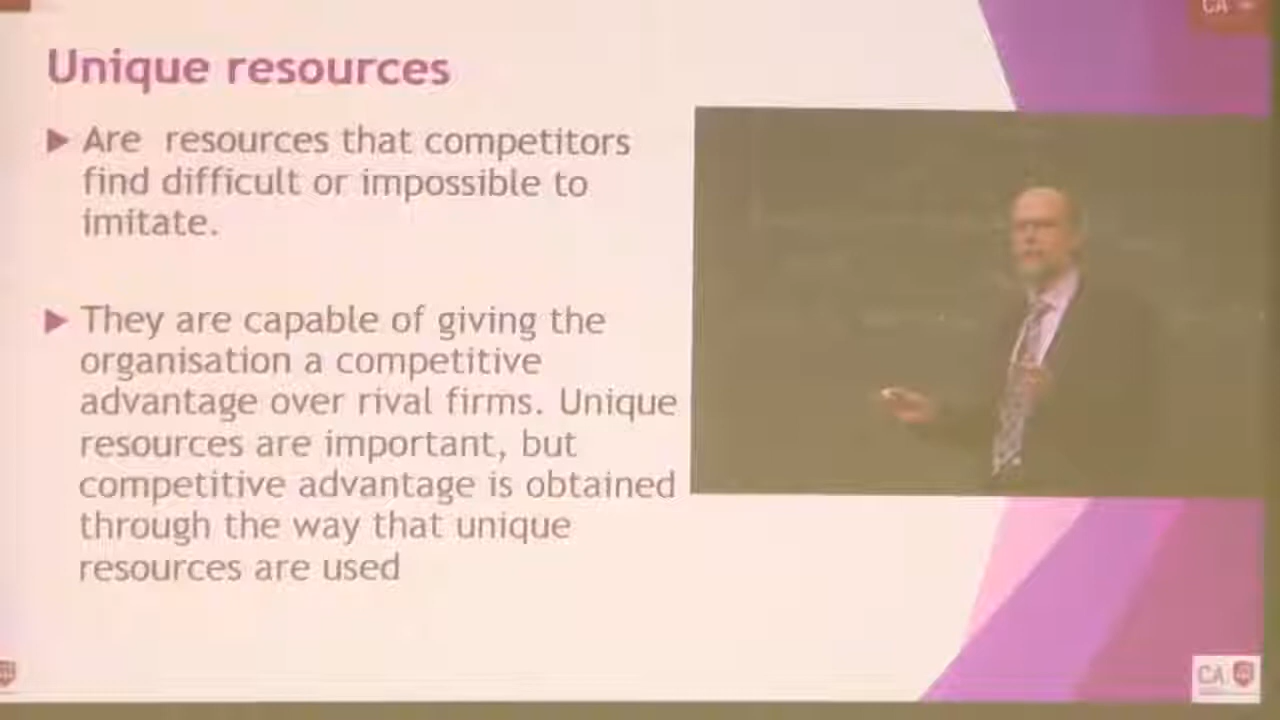 CA
Unique resources
Are resources that competitors
find difficult or impossible to
imitate.
They are capable of giving the
organisation a competitive
advantage over rival firms. Unique
resources are important, but
competitive advantage is obtained
through the way that unique
resources are used
CA